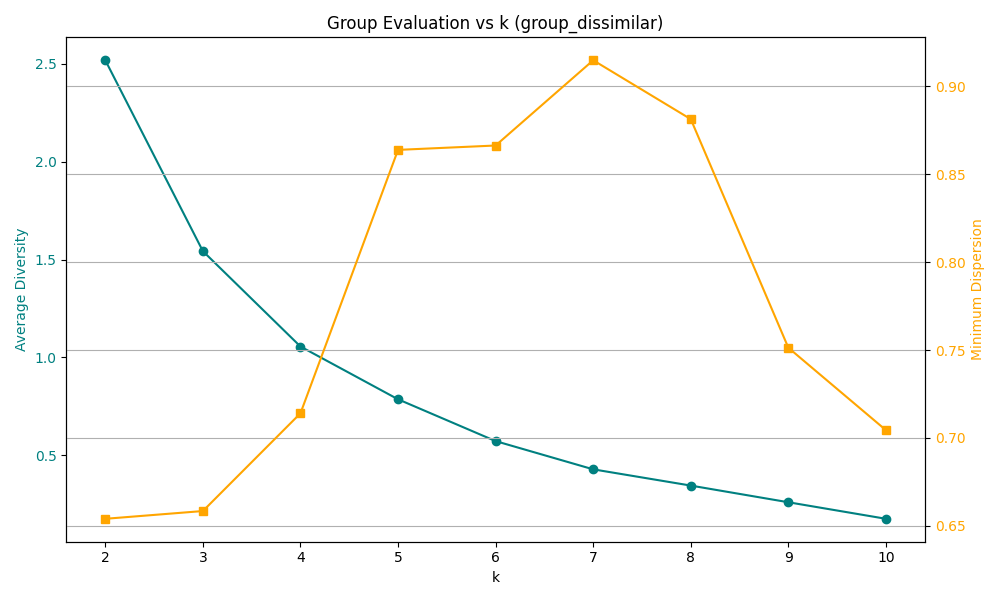 Group Evaluation vs k (group_dissimilar)
Average Diversity
2.5
2.0
1.5
1.0
0.5
0.90
0.85
0.80
0.75
0.70
0.65
Minimum Dispersion
2 3 4 5 6 7 8 9 10
k